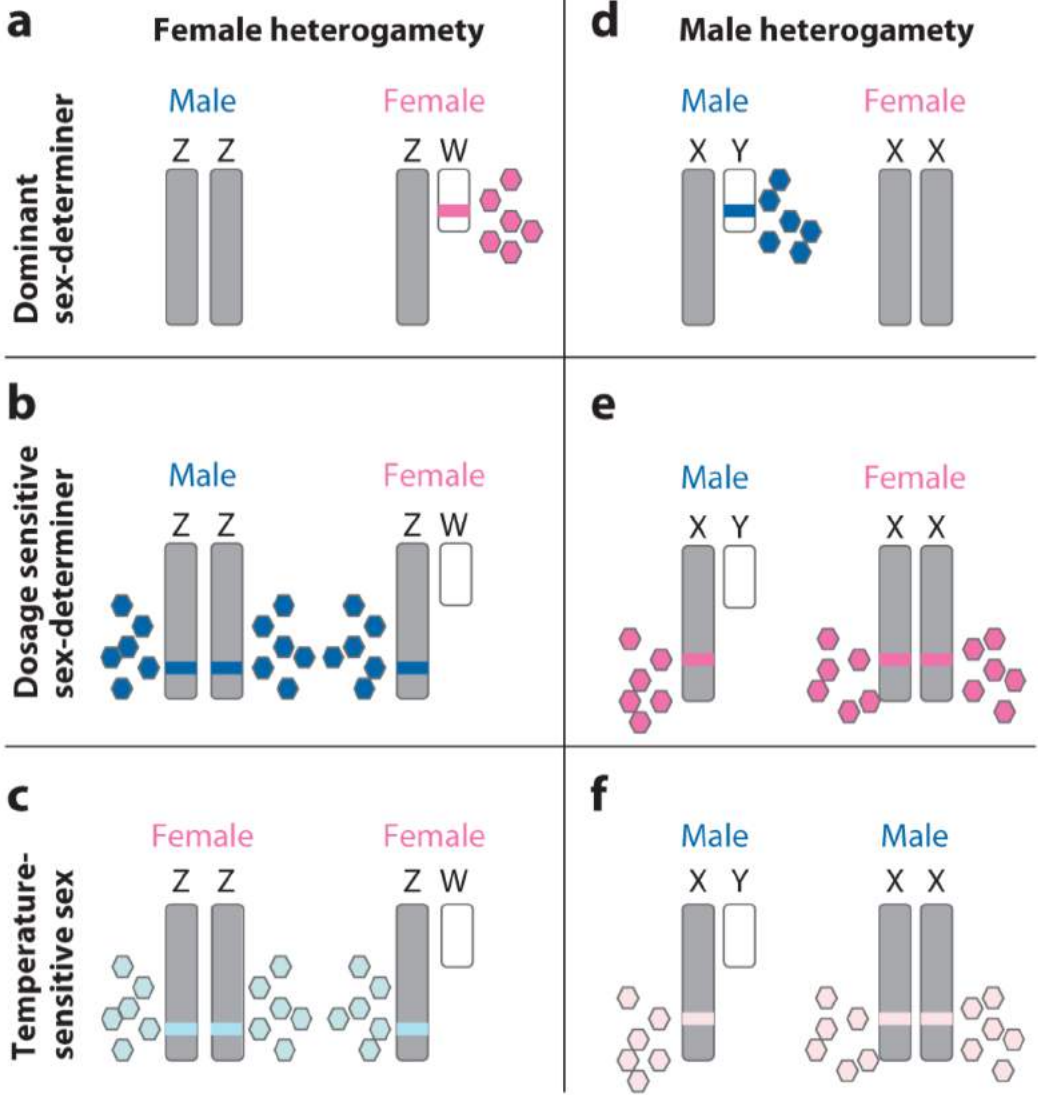 a
Female heterogamety
d
Male heterogamety
Dominant
sex-determiner
Male
Female
Z Z
Z W
Male
Female
X Y
X X
b
e
Dosage sensitive
sex-determiner
Male
Female
Z Z
Z W
Male
Female
X Y
X X
c
f
Temperature-
sensitive sex
Female
Female
Z Z
Z W
Male
Male
X Y
X X